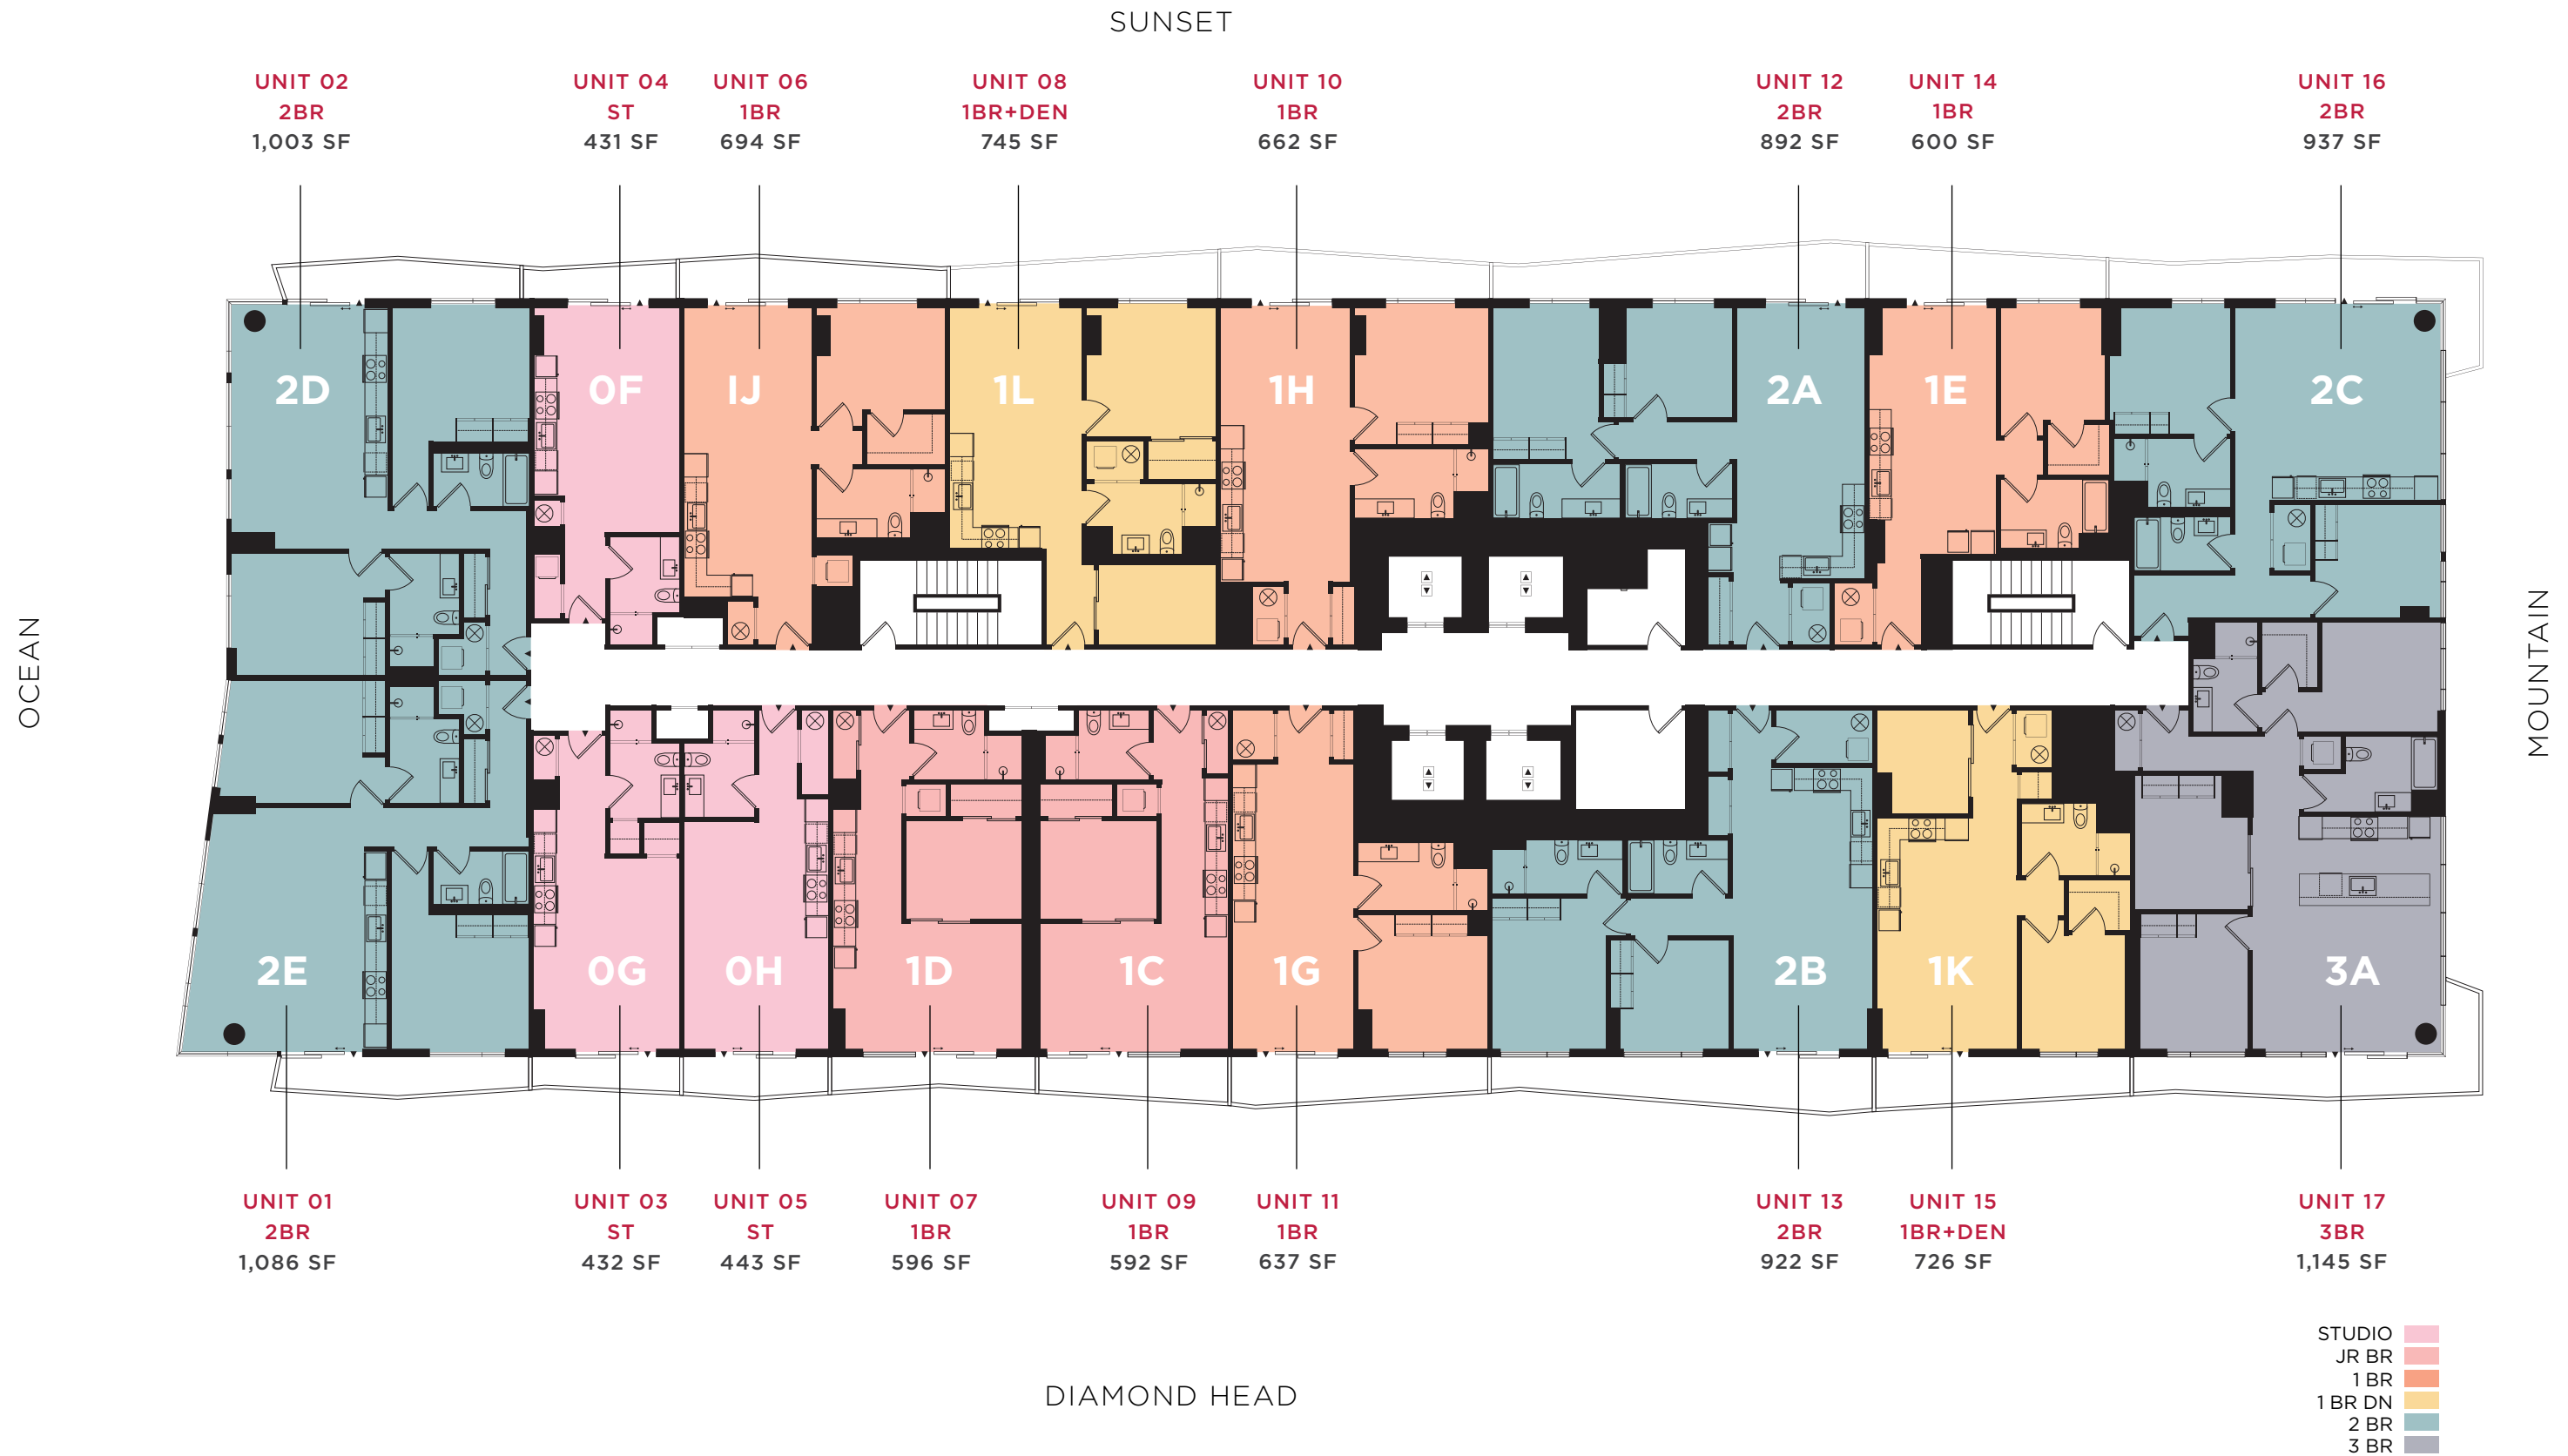 SUNSET
UNIT 02
2BR
1,003 SF
UNIT 04
ST
431 SF
UNIT 06
1BR
694 SF
UNIT 08
1BR+DEN
745 SF
UNIT 10
1BR
662 SF
UNIT 12
2BR
892 SF
UNIT 14
1BR
600 SF
UNIT 16
2BR
937 SF
2D
0F
IJ
1L
1H
2A
1E
2C
OCEAN
MOUNTAIN
2E
0G
0H
1D
1C
1G
2B
1K
3A
UNIT 01
2BR
1,086 SF
UNIT 03
ST
432 SF
UNIT 05
ST
443 SF
UNIT 07
1BR
596 SF
UNIT 09
1BR
592 SF
UNIT 11
1BR
637 SF
UNIT 13
2BR
922 SF
UNIT 15
1BR+DEN
726 SF
UNIT 17
3BR
1,145 SF
DIAMOND HEAD
STUDIO
JR BR
1 BR
1 BR DN
2 BR
3 BR